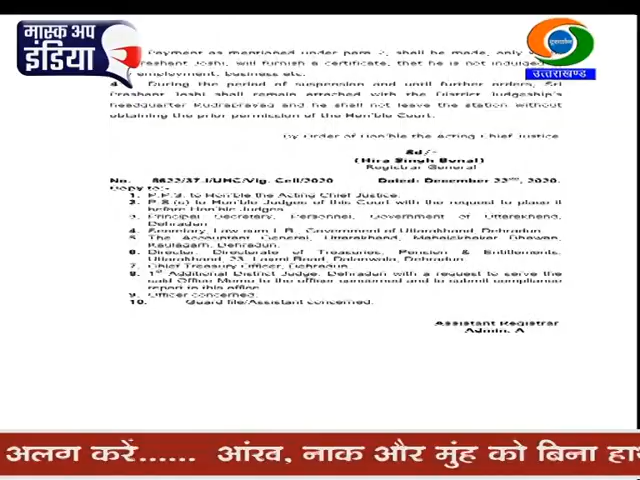 मास्क अप
इंडिया
उत्तराखण्ड
Payment as mentioned under para 2, shall be made, only
Prashant Joshi, will furnish a certificate, that he is not indulged
employment, business etc.
4. During the period of suspension and until further orders, Sri
Prashant Joshi shall remain attached with the District Judgeship's
headquarter Rudraprayag and he shall not leave the station without
obtaining the prior permission of the Hon'ble Court.
By Order of Hon'ble the Acting Chief Justice
Sd/-
(Hira Singh Bonal)
Registrar General
No. 5622/37-I/UHC/Vig. Cell/2020 Dated: December 22nd, 2020.
Copy to:-
1. P.P.S. to Hon'ble the Acting Chief Justice.
2. P.S.(s) to Hon'ble Judges of this Court with the request to place it
before Hon'ble Judges.
3. Principal Secretary, Personnel, Government of Uttarakhand,
Dehradun
4. Secretary, Law cum L.R., Government of Uttarakhand, Dehradun.
5. The Accountant General, Uttarakhand, Mahalekhakar Bhawan,
Kaulagarh, Dehradun.
6. Director, Directorate of Treasuries, Pension & Entitlements,
Uttarakhand, 23, Laxmi Road, Dalanwala, Dehradun.
7. Chief Treasury Officer, Dehradun
8. 1st Additional District Judge, Dehradun with a request to serve the
said Office Memo to the officer concerned and to submit compliance
report to this office.
9. Officer concerned.
10. Guard file/Assistant concerned.
Assistant Registrar
Admin. A
अलग करें...... आंख, नाक और मुंह को बिना